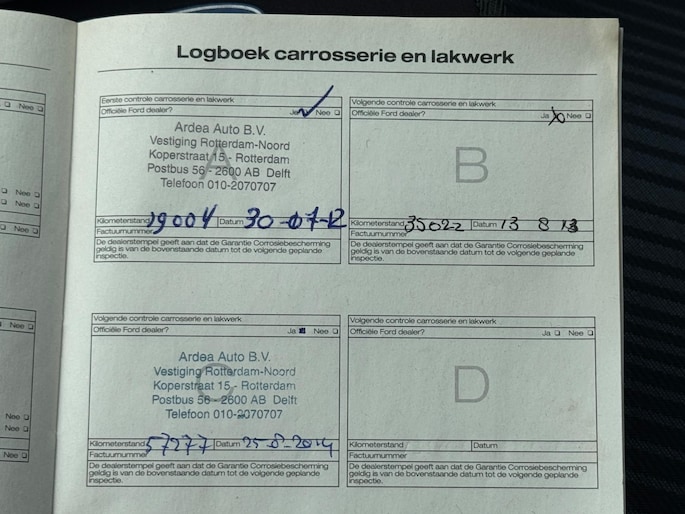 Logboek carrosserie en lakwerk
Eerste controle carrosserie en lakwerk
Officiële Ford dealer? Ja Nee
A
Ardea Auto B.V.
Vestiging Rotterdam-Noord
Koperstraat 15 - Rotterdam
Postbus 56 - 2600 AB Delft
Telefoon 010-2070707
Kilometerstand 19004 Datum 30-07-12
Factuurnummer
De dealerstempel geeft aan dat de Garantie Corrosiebescherming
geldig is van de bovenstaande datum tot de volgende geplande
inspectie.
Volgende controle carrosserie en lakwerk
Officiële Ford dealer? Ja Nee
B
Kilometerstand 35022 Datum 13 8 13
Factuurnummer
De dealerstempel geeft aan dat de Garantie Corrosiebescherming
geldig is van de bovenstaande datum tot de volgende geplande
inspectie.
Volgende controle carrosserie en lakwerk
Officiële Ford dealer? Ja Nee
C
Ardea Auto B.V.
Vestiging Rotterdam-Noord
Koperstraat 15 - Rotterdam
Postbus 56 - 2600 AB Delft
Telefoon 010-2070707
Kilometerstand 57277 Datum 25-8-2014
Factuurnummer
De dealerstempel geeft aan dat de Garantie Corrosiebescherming
geldig is van de bovenstaande datum tot de volgende geplande
inspectie.
Volgende controle carrosserie en lakwerk
Officiële Ford dealer? Ja Nee
D
Kilometerstand Datum
Factuurnummer
De dealerstempel geeft aan dat de Garantie Corrosiebescherming
geldig is van de bovenstaande datum tot de volgende geplande
inspectie.
Nee
Nee
Nee
Nee
Nee
Nee
Nee
Nee